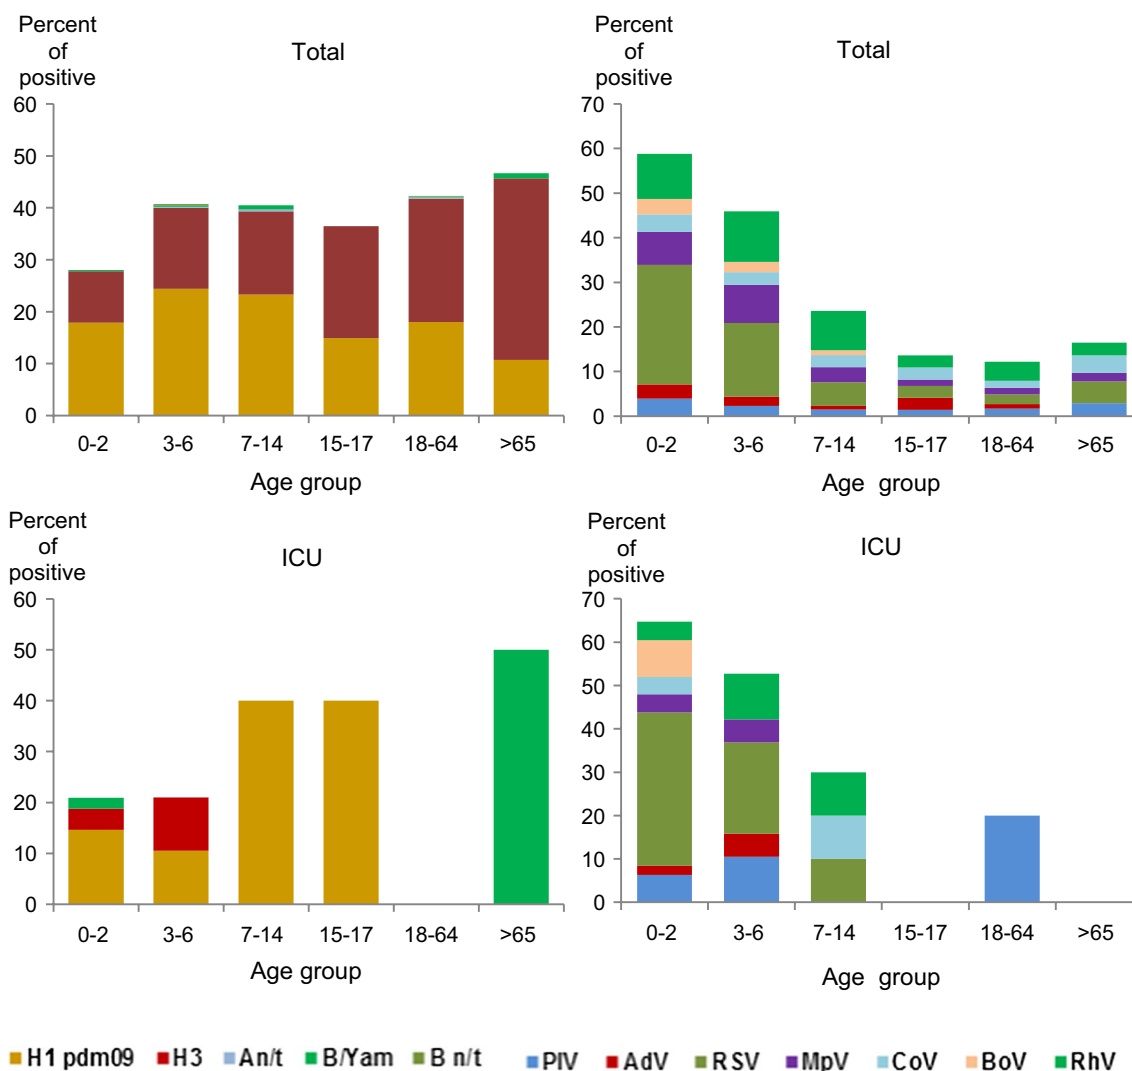 Percent
of
positive
Total
60
50
40
30
20
10
0
0-2 3-6 7-14 15-17 18-64 >65
Age group
Percent
of
positive
Total
70
60
50
40
30
20
10
0
0-2 3-6 7-14 15-17 18-64 >65
Age group
Percent
of
positive
ICU
60
50
40
30
20
10
0
0-2 3-6 7-14 15-17 18-64 >65
Age group
Percent
of
positive
ICU
70
60
50
40
30
20
10
0
0-2 3-6 7-14 15-17 18-64 >65
Age group
H1 pdm09 H3 An/t B/Yam B n/t PIV AdV RSV MpV CoV BoV RhV